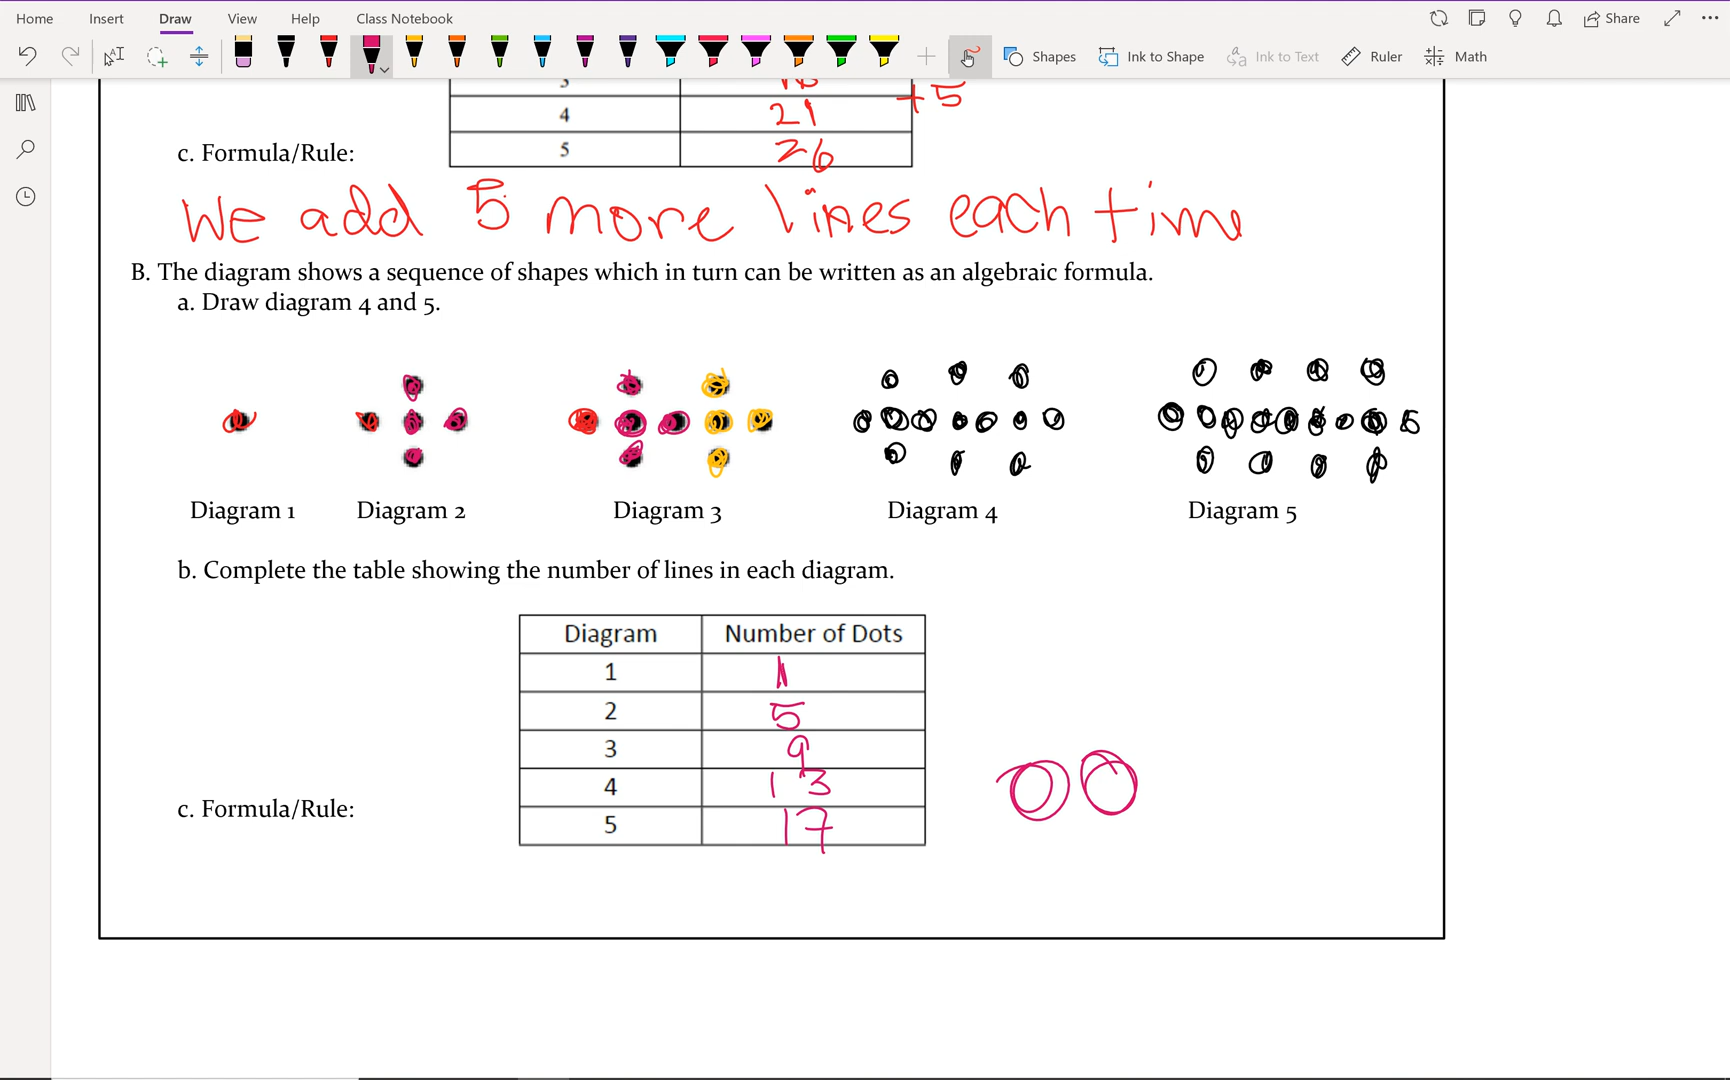 Home Insert Draw View Help Class Notebook Share
Shapes Ink to Shape Ink to Text Ruler Math
3
+5
4 21
c. Formula/Rule: 5 26
We add 5 more lines each time
B. The diagram shows a sequence of shapes which in turn can be written as an algebraic formula.
a. Draw diagram 4 and 5.
Diagram 1 Diagram 2 Diagram 3 Diagram 4 Diagram 5
b. Complete the table showing the number of lines in each diagram.
Diagram Number of Dots
1 1
2 5
3 9
4 13
c. Formula/Rule:
5 17